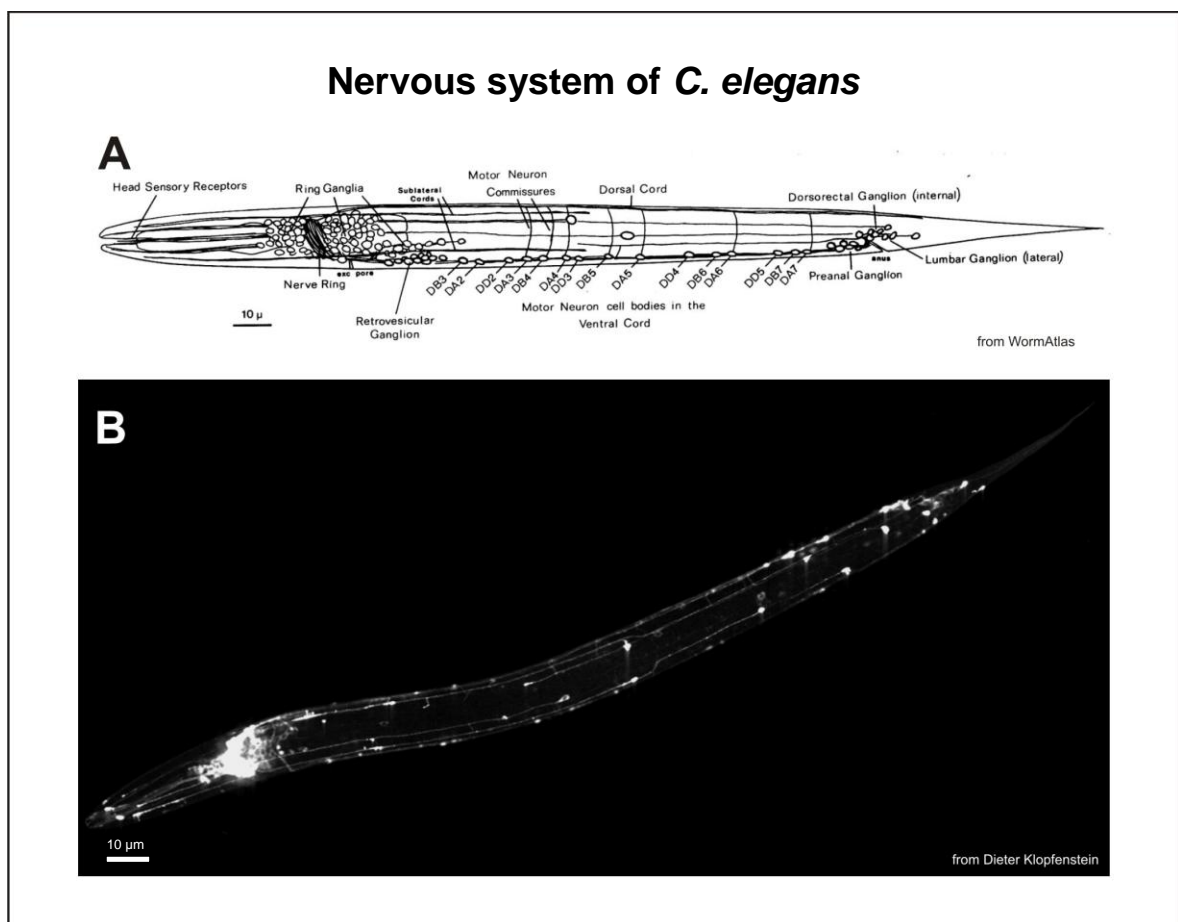 Nervous system of C. elegans
A
Head Sensory Receptors
Ring Ganglia
Sublateral
Cords
Motor Neuron
Commissures
Dorsal Cord
Dorsorectal Ganglion (internal)
Nerve Ring
exc pore
Retrovesicular
Ganglion
DB3
DA2
DD2
DA3
DB4
DA4
DD3
DB5
DA5
DD4
DB6
DA6
DD5
DB7
DA7
Motor Neuron cell bodies in the
Ventral Cord
anus
Lumbar Ganglion (lateral)
Preanal Ganglion
10 µ
from WormAtlas
B
10 µm
from Dieter Klopfenstein